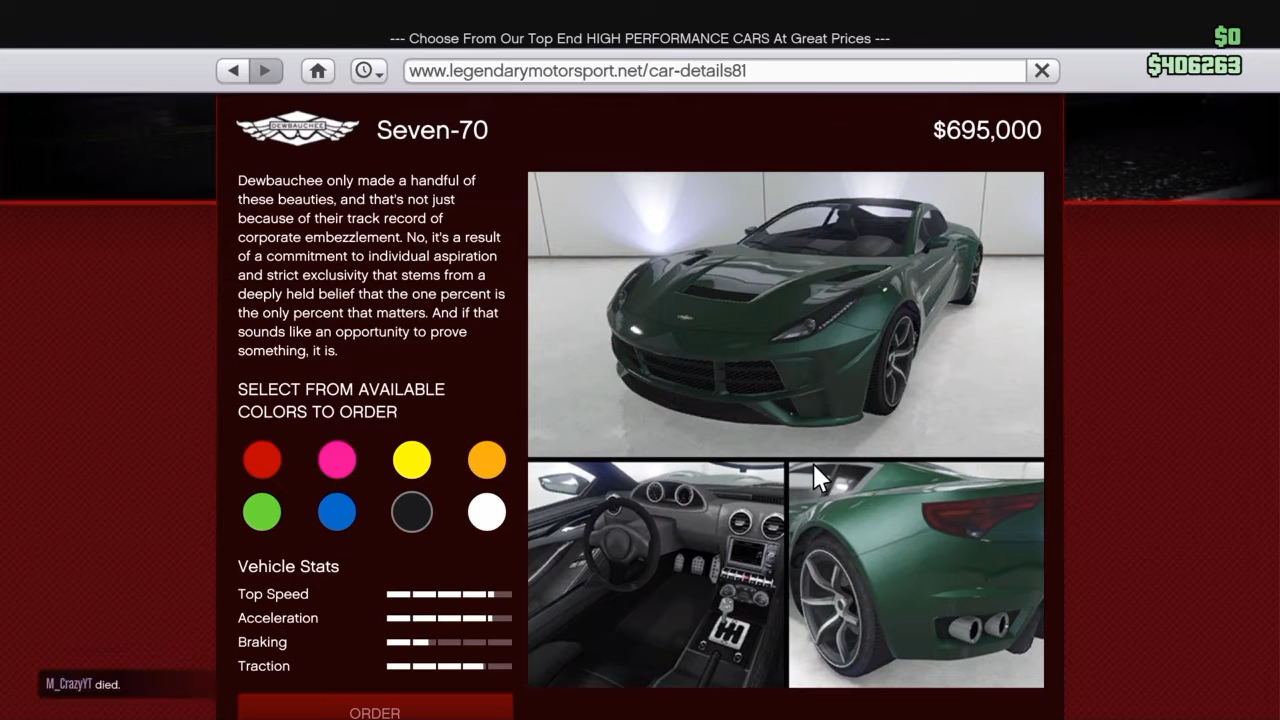 --- Choose From Our Top End HIGH PERFORMANCE CARS At Great Prices ---
$0
$406263
www.legendarymotorsport.net/car-details81
DEWBAUCHEE
Seven-70
$695,000
Dewbauchee only made a handful of
these beauties, and that's not just
because of their track record of
corporate embezzlement. No, it's a result
of a commitment to individual aspiration
and strict exclusivity that stems from a
deeply held belief that the one percent is
the only percent that matters. And if that
sounds like an opportunity to prove
something, it is.
SELECT FROM AVAILABLE
COLORS TO ORDER
Vehicle Stats
Top Speed
Acceleration
Braking
Traction
M_CrazyYT died.
ORDER